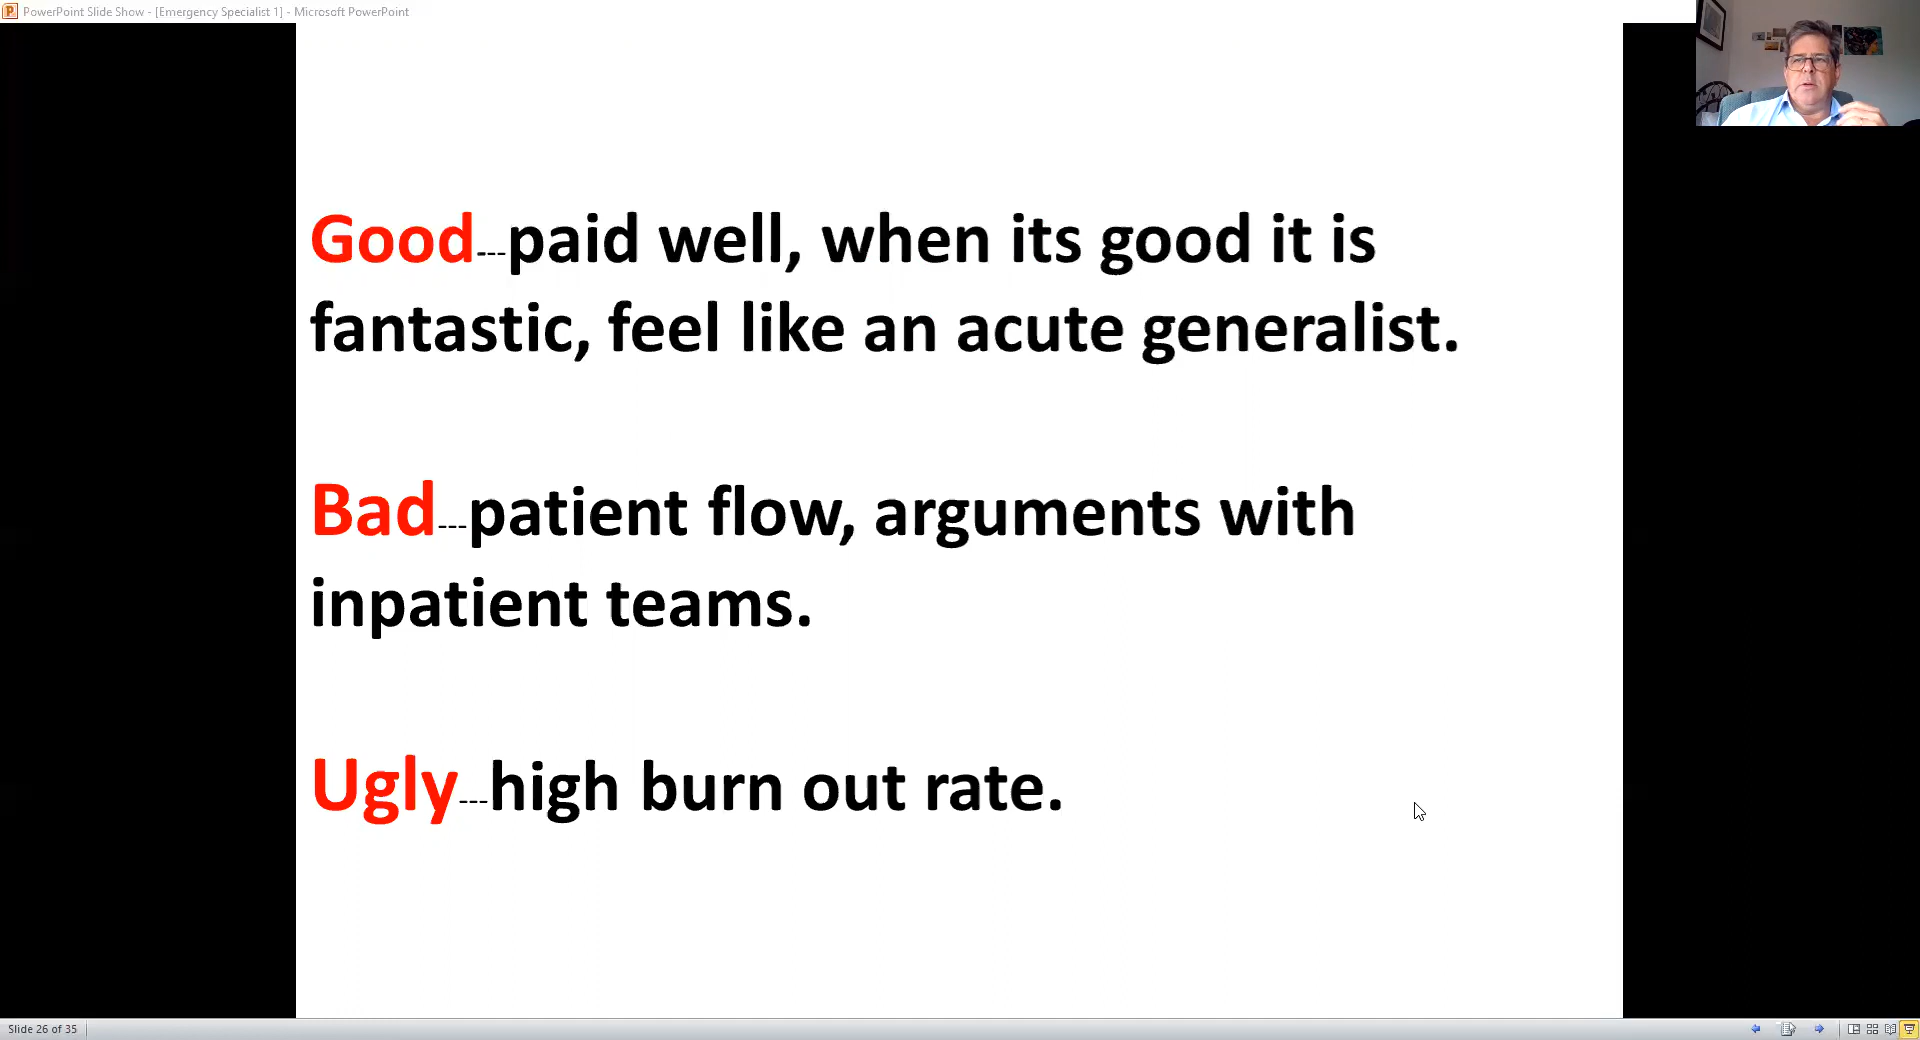 PowerPoint Slide Show - [Emergency Specialist 1] - Microsoft PowerPoint
Good---paid well, when its good it is
fantastic, feel like an acute generalist.
Bad---patient flow, arguments with
inpatient teams.
Ugly---high burn out rate.
Slide 26 of 35